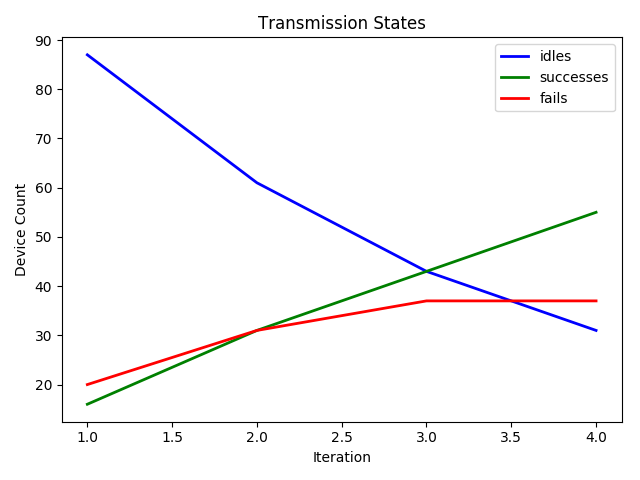 Transmission States
idles
successes
fails
Device Count
90
80
70
60
50
40
30
20
1.0 1.5 2.0 2.5 3.0 3.5 4.0
Iteration